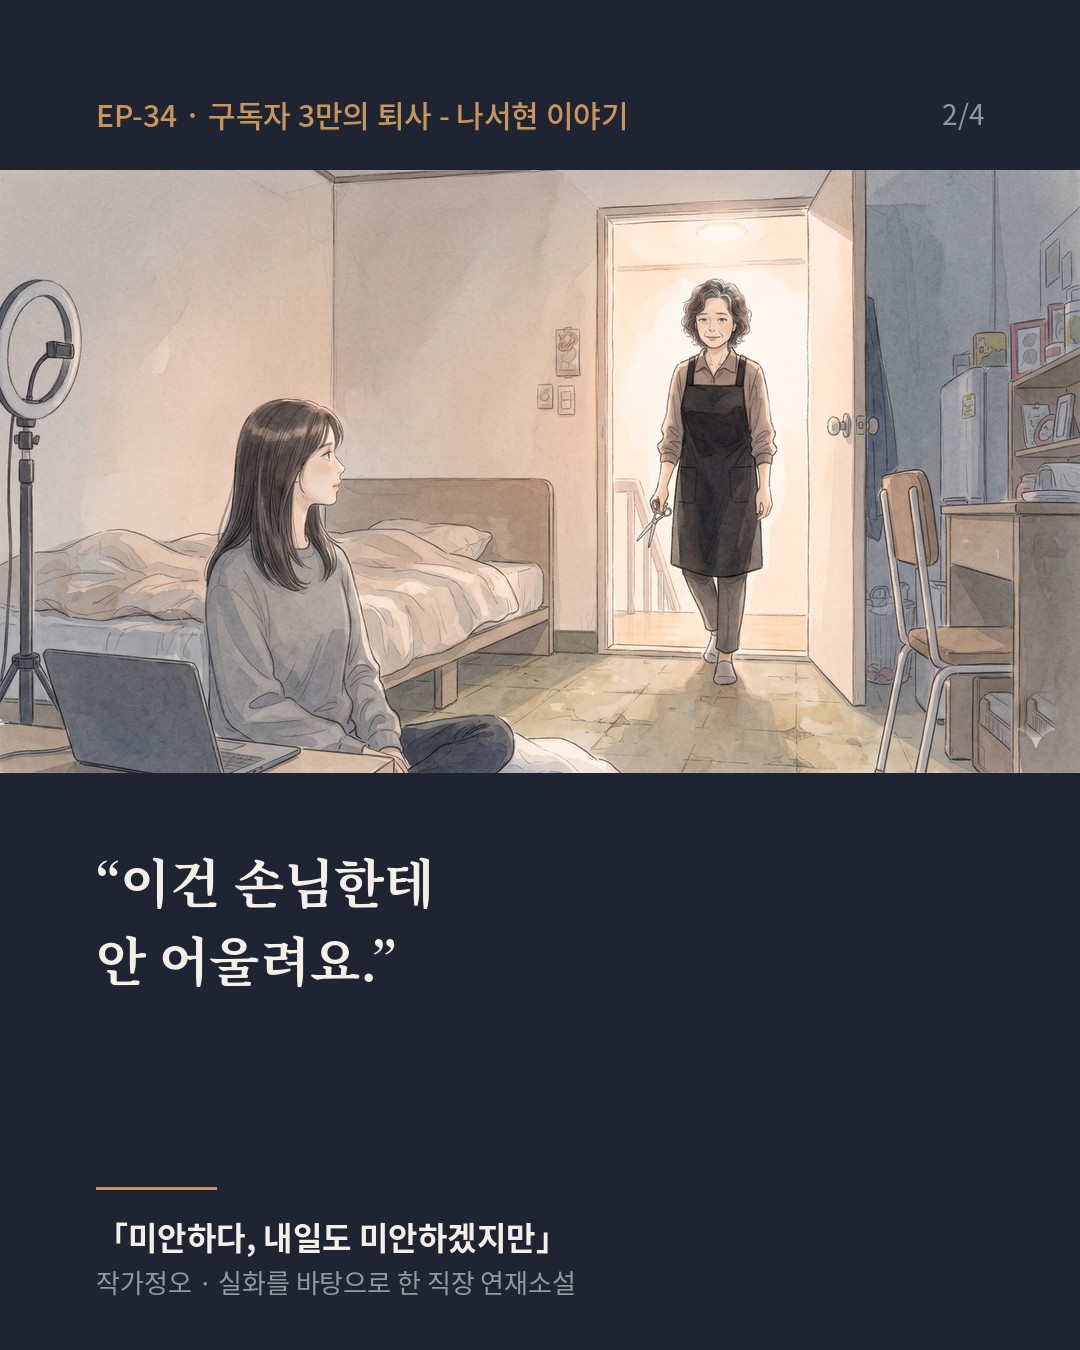 EP-34 · 구독자 3만의 퇴사 - 나서현 이야기
2/4
“이건 손님한테
안 어울려요.”
「미안하다, 내일도 미안하겠지만」
작가정오 · 실화를 바탕으로 한 직장 연재소설